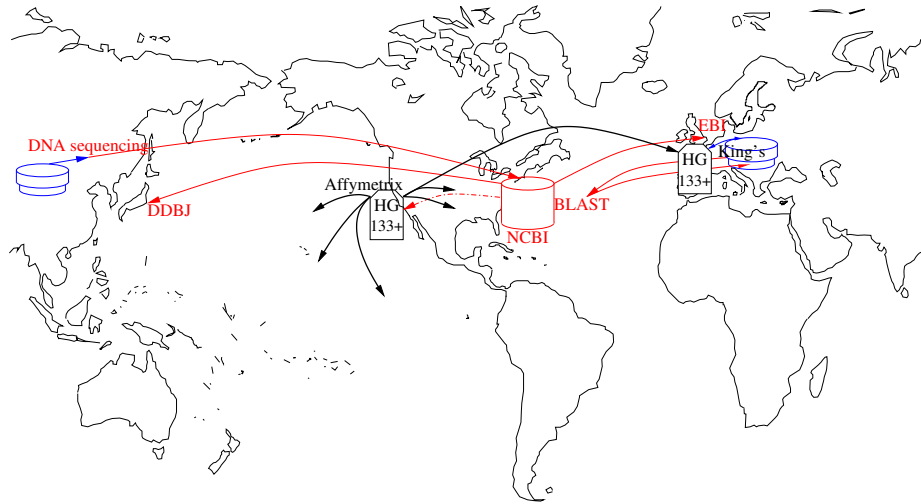 EBI
DNA sequencing
King's
HG
133+
Affymetrix
HG
133+
DDBJ
BLAST
NCBI